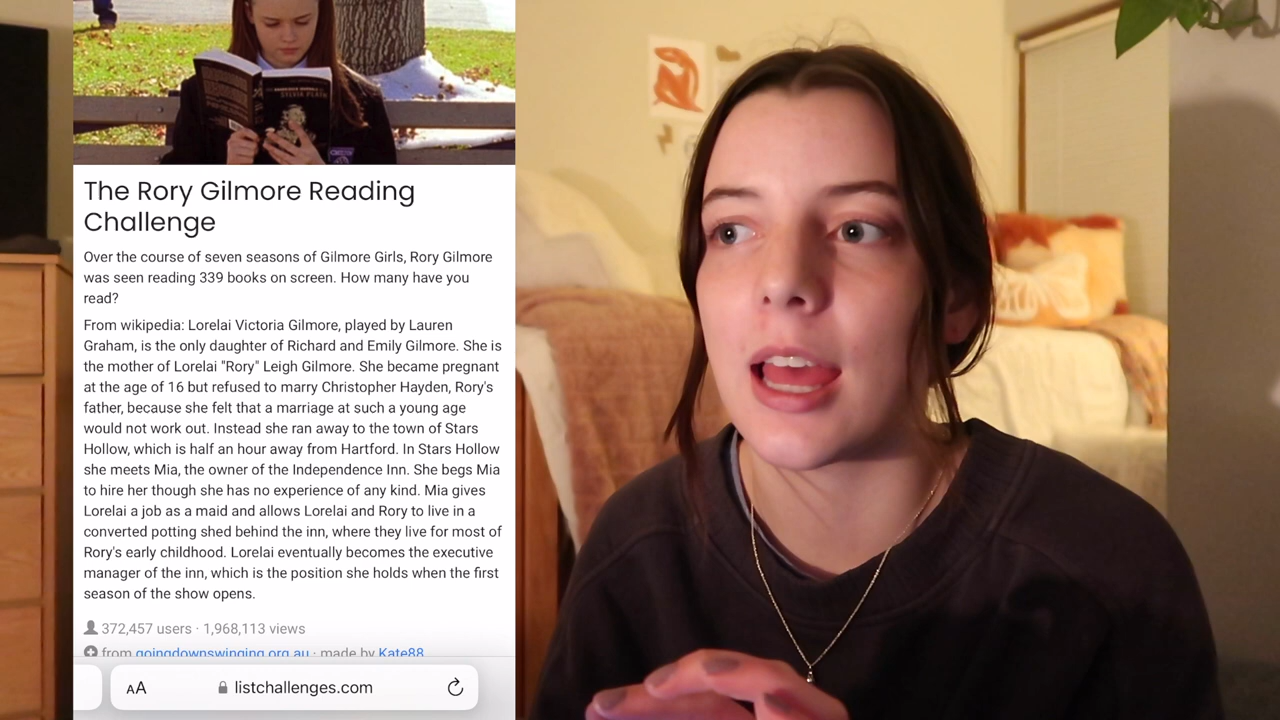 SYLVIA PLATH
The Rory Gilmore Reading
Challenge
Over the course of seven seasons of Gilmore Girls, Rory Gilmore
was seen reading 339 books on screen. How many have you
read?
From wikipedia: Lorelai Victoria Gilmore, played by Lauren
Graham, is the only daughter of Richard and Emily Gilmore. She is
the mother of Lorelai "Rory" Leigh Gilmore. She became pregnant
at the age of 16 but refused to marry Christopher Hayden, Rory's
father, because she felt that a marriage at such a young age
would not work out. Instead she ran away to the town of Stars
Hollow, which is half an hour away from Hartford. In Stars Hollow
she meets Mia, the owner of the Independence Inn. She begs Mia
to hire her though she has no experience of any kind. Mia gives
Lorelai a job as a maid and allows Lorelai and Rory to live in a
converted potting shed behind the inn, where they live for most of
Rory's early childhood. Lorelai eventually becomes the executive
manager of the inn, which is the position she holds when the first
season of the show opens.
372,457 users · 1,968,113 views
from goingdownswinging.org.au · made by Kate88
AA listchallenges.com